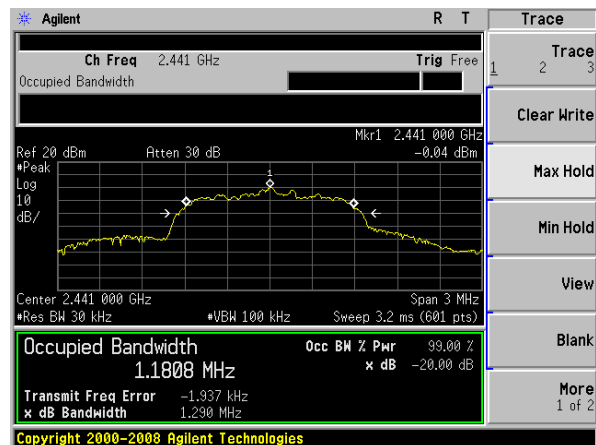 Agilent R T Trace
Ch Freq 2.441 GHz Trig Free
Occupied Bandwidth
Trace
1 2 3
Clear Write
Mkr1 2.441 000 GHz
Ref 20 dBm Atten 30 dB -0.04 dBm
#Peak
Log
10
dB/
1
Max Hold
Min Hold
View
Center 2.441 000 GHz Span 3 MHz
#Res BW 30 kHz #VBW 100 kHz Sweep 3.2 ms (601 pts)
Occupied Bandwidth Occ BW % Pwr 99.00 %
1.1808 MHz x dB -20.00 dB
Blank
Transmit Freq Error -1.937 kHz
x dB Bandwidth 1.290 MHz
More
1 of 2
Copyright 2000-2008 Agilent Technologies